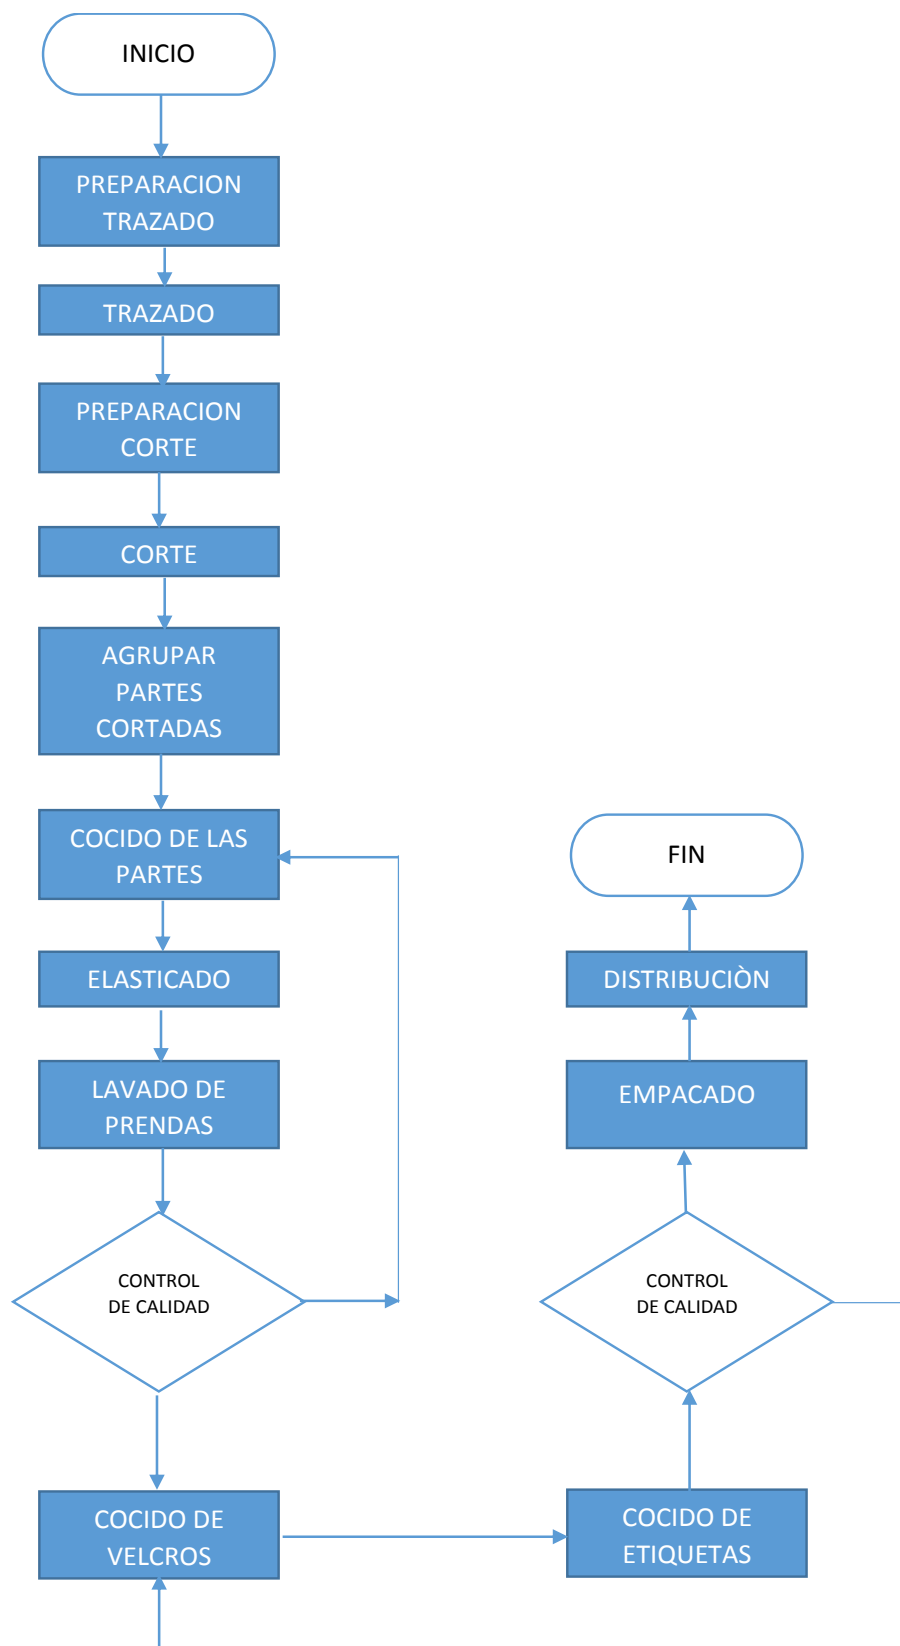 INICIO
PREPARACION
TRAZADO
TRAZADO
PREPARACION
CORTE
CORTE
AGRUPAR
PARTES
CORTADAS
COCIDO DE LAS
PARTES
ELASTICADO
LAVADO DE
PRENDAS
CONTROL
DE CALIDAD
COCIDO DE
VELCROS
COCIDO DE
ETIQUETAS
CONTROL
DE CALIDAD
EMPACADO
DISTRIBUCIÒN
FIN